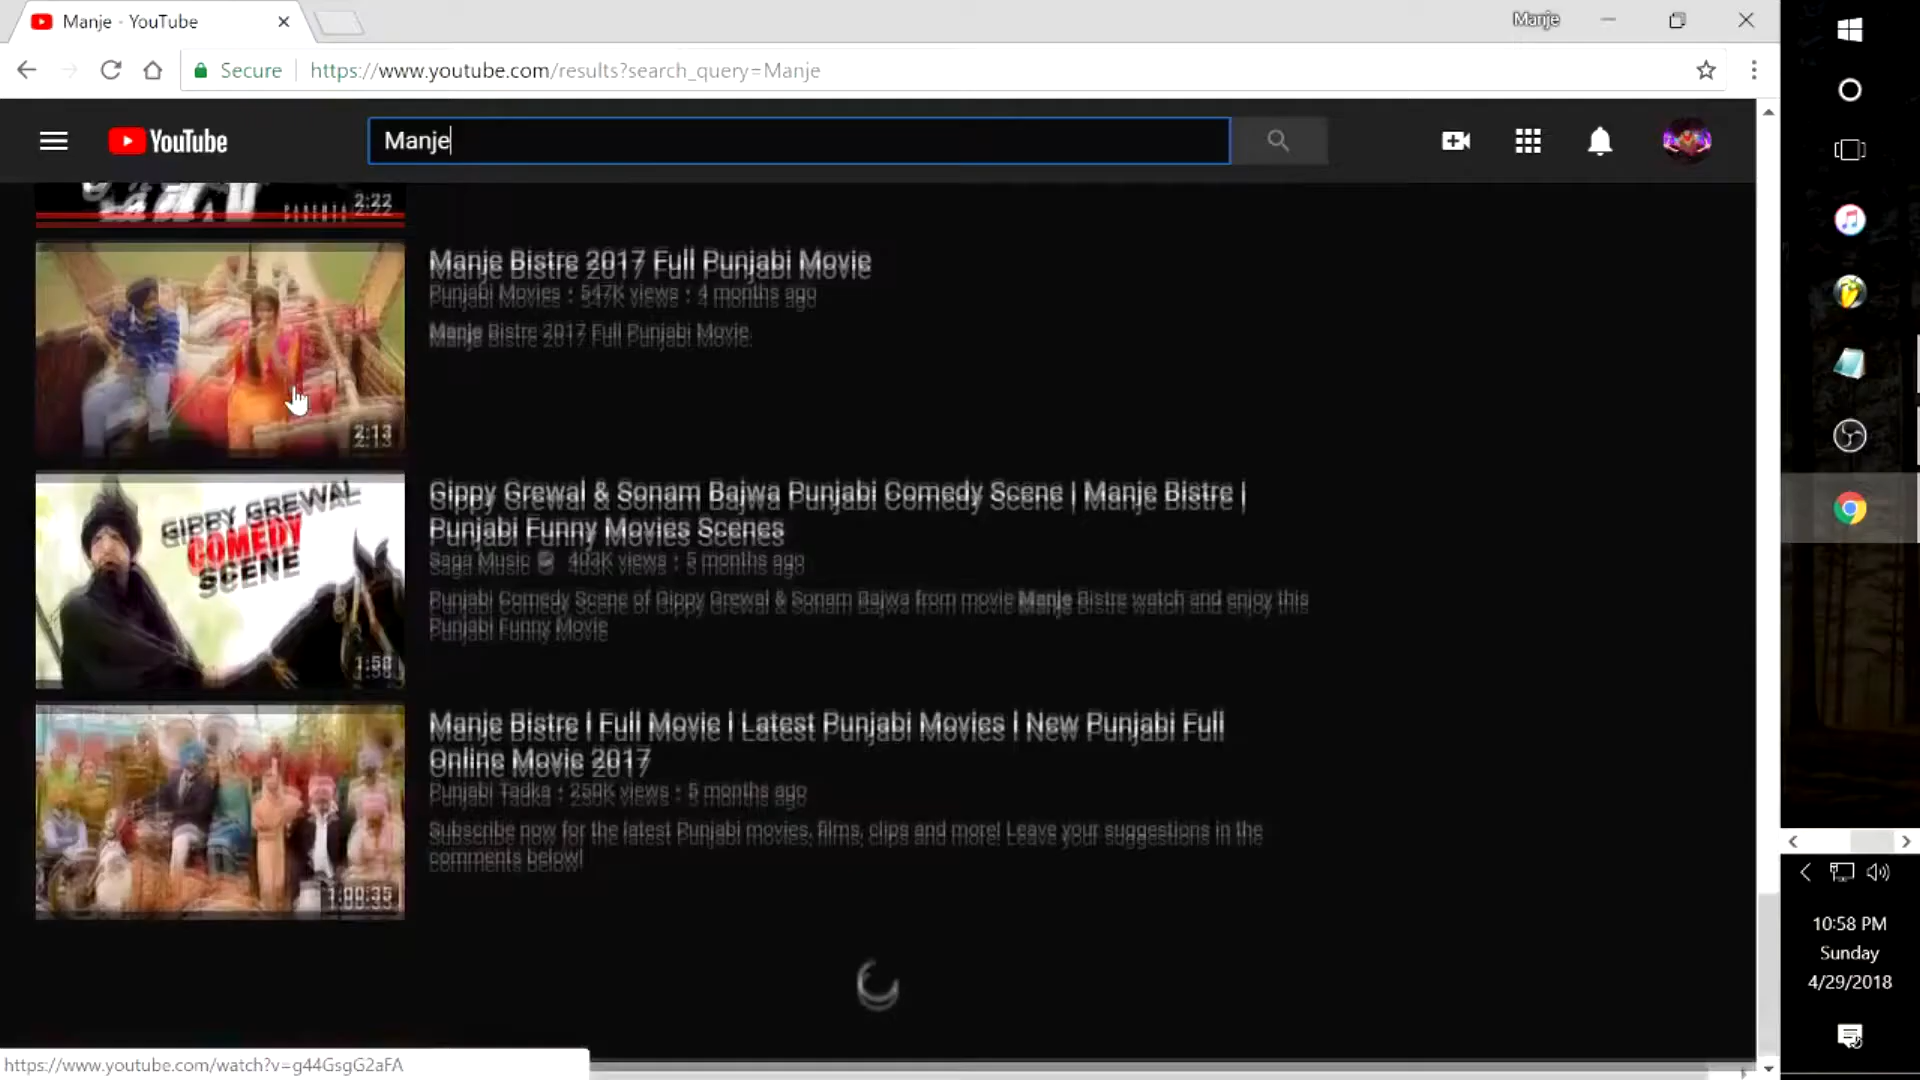 Manje - YouTube
Manje
Secure
https://www.youtube.com/results?search_query=Manje
YouTube
Manje
2:22
Manje Bistre 2017 Full Punjabi Movie
Punjabi Movies • 547K views • 4 months ago
Manje Bistre 2017 Full Punjabi Movie.
2:13
GIPPY GREWAL
COMEDY
SCENE
1:58
Gippy Grewal & Sonam Bajwa Punjabi Comedy Scene | Manje Bistre |
Punjabi Funny Movies Scenes
Saga Music 403K views • 5 months ago
Punjabi Comedy Scene of Gippy Grewal & Sonam Bajwa from movie Manje Bistre watch and enjoy this
Punjabi Funny Movie
Manje Bistre l Full Movie l Latest Punjabi Movies l New Punjabi Full
Online Movie 2017
Punjabi Tadka • 250K views • 5 months ago
Subscribe now for the latest Punjabi movies, films, clips and more! Leave your suggestions in the
comments below!
https://www.youtube.com/watch?v=g44GsgG2aFA
10:58 PM
Sunday
4/29/2018